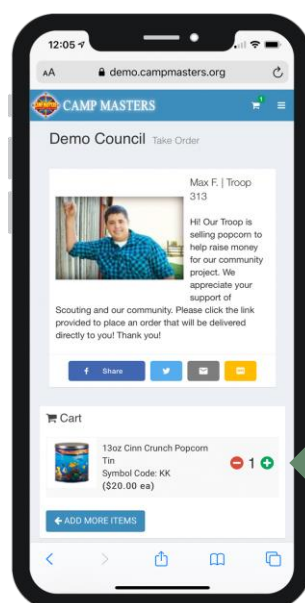 12:05
AA demo.campmasters.org
CAMP MASTERS
1
Demo Council Take Order
Max F. | Troop
313
Hi! Our Troop is
selling popcorn to
help raise money
for our community
project. We
appreciate your
support of
Scouting and our community. Please click the link
provided to place an order that will be delivered
directly to you! Thank you!
f Share
Cart
13oz Cinn Crunch Popcorn
Tin
Symbol Code: KK
($20.00 ea)
1
ADD MORE ITEMS